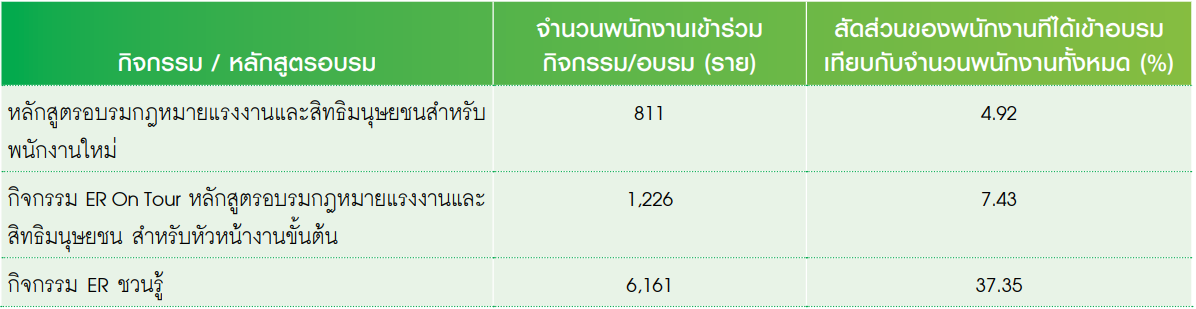 กิจกรรม / หลักสูตรอบรม
จำนวนพนักงานเข้าร่วม
กิจกรรม/อบรม (ราย)
สัดส่วนของพนักงานที่ได้เข้าอบรม
เทียบกับจำนวนพนักงานทั้งหมด (%)
หลักสูตรอบรมกฎหมายแรงงานและสิทธิมนุษยชนสำหรับ
พนักงานใหม่
811
4.92
กิจกรรม ER On Tour หลักสูตรอบรมกฎหมายแรงงานและ
สิทธิมนุษยชน สำหรับหัวหน้างานขั้นต้น
1,226
7.43
กิจกรรม ER ชวนรู้
6,161
37.35